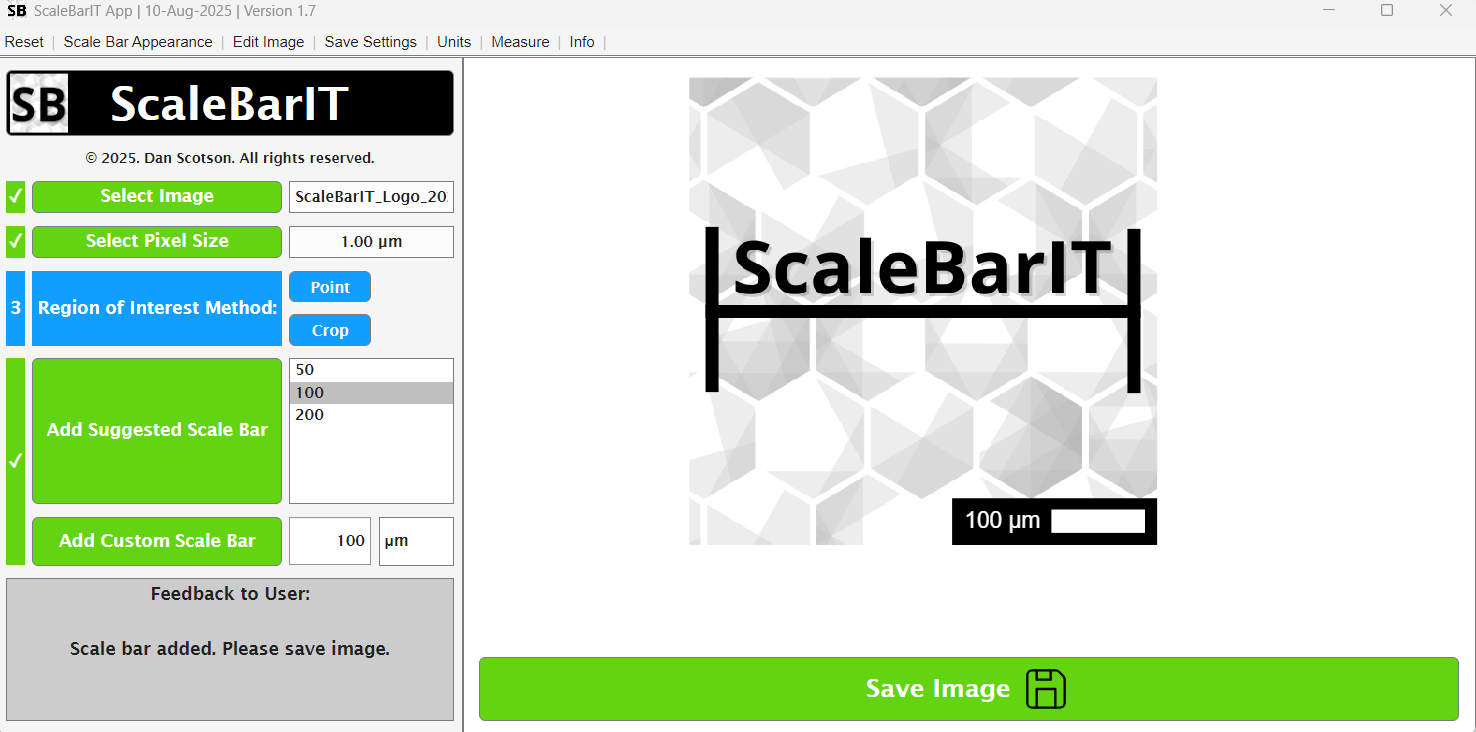 SB ScaleBarIT App | 10-Aug-2025 | Version 1.7
Reset | Scale Bar Appearance | Edit Image | Save Settings | Units | Measure | Info |
SB ScaleBarIT
© 2025. Dan Scotson. All rights reserved.
✓ Select Image ScaleBarIT_Logo_20
✓ Select Pixel Size 1.00 µm
3 Region of Interest Method:
Point
Crop
✓ Add Suggested Scale Bar
50
100
200
Add Custom Scale Bar 100 µm
Feedback to User:
Scale bar added. Please save image.
ScaleBarIT
100 µm
Save Image